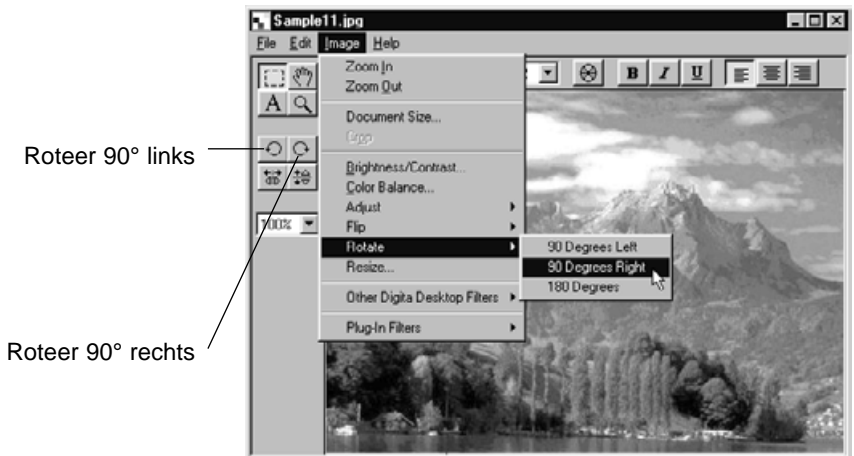 Sample11.jpg
File Edit Image Help
Zoom In
Zoom Out
Document Size...
Crop
Brightness/Contrast...
Color Balance...
Adjust
Flip
Rotate
Resize...
Other Digita Desktop Filters
Plug-In Filters
90 Degrees Left
90 Degrees Right
180 Degrees
B I U
A
100%
Roteer 90° links
Roteer 90° rechts